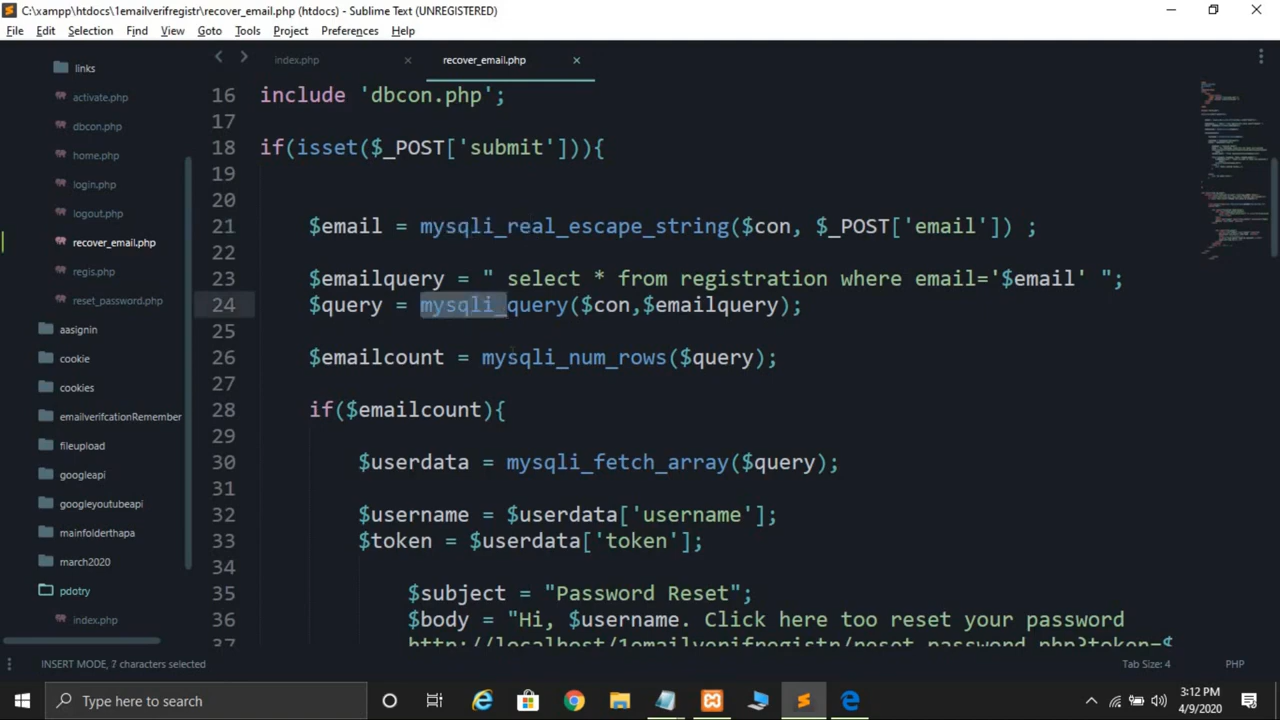 C:\xampp\htdocs\1emailverifregistr\recover_email.php (htdocs) - Sublime Text (UNREGISTERED)
File Edit Selection Find View Goto Tools Project Preferences Help
links
activate.php
dbcon.php
home.php
login.php
logout.php
recover_email.php
regis.php
reset_password.php
aasignin
cookie
cookies
emailverifcationRemember
fileupload
googleapi
googleyoutubeapi
mainfolderthapa
march2020
pdotry
index.php
index.php recover_email.php
16 include 'dbcon.php';
17
18 if(isset($_POST['submit'])){
19
20
21 $email = mysqli_real_escape_string($con, $_POST['email']) ;
22
23 $emailquery = " select * from registration where email='$email' ";
24 $query = mysqli_query($con,$emailquery);
25
26 $emailcount = mysqli_num_rows($query);
27
28 if($emailcount){
29
30 $userdata = mysqli_fetch_array($query);
31
32 $username = $userdata['username'];
33 $token = $userdata['token'];
34
35 $subject = "Password Reset";
36 $body = "Hi, $username. Click here too reset your password
37 http://localhost/1emailverifregistr/reset_password.php?token=$
INSERT MODE, 7 characters selected Tab Size: 4 PHP
Type here to search
3:12 PM
4/9/2020